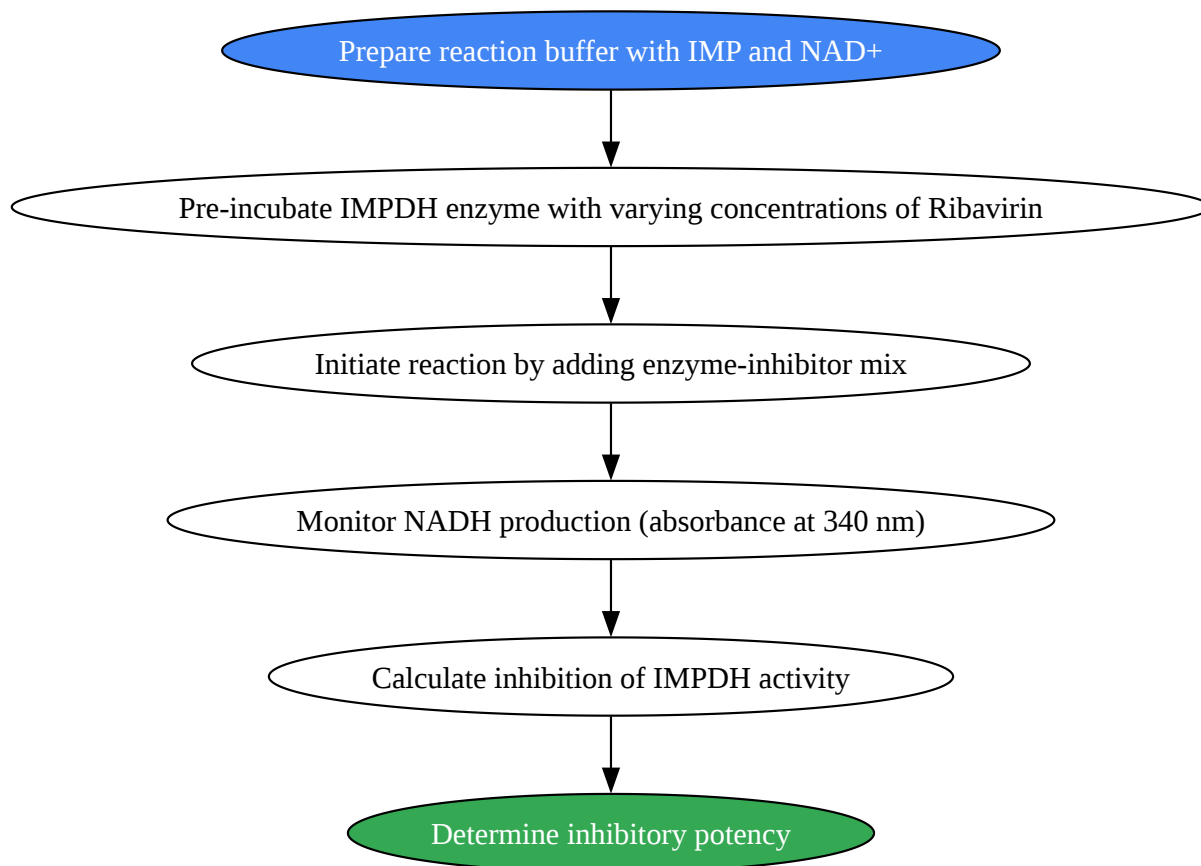 Prepare reaction buffer with IMP and NAD+
Pre-incubate IMPDH enzyme with varying concentrations of Ribavirin
Initiate reaction by adding enzyme-inhibitor mix
Monitor NADH production (absorbance at 340 nm)
Calculate inhibition of IMPDH activity
Determine inhibitory potency